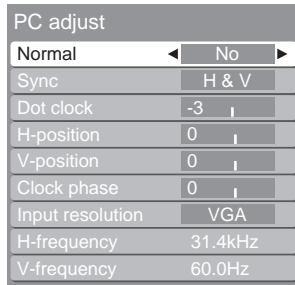 PC adjust
Normal No
Sync H & V
Dot clock -3
H-position 0
V-position 0
Clock phase 0
Input resolution VGA
H-frequency 31.4kHz
V-frequency 60.0Hz